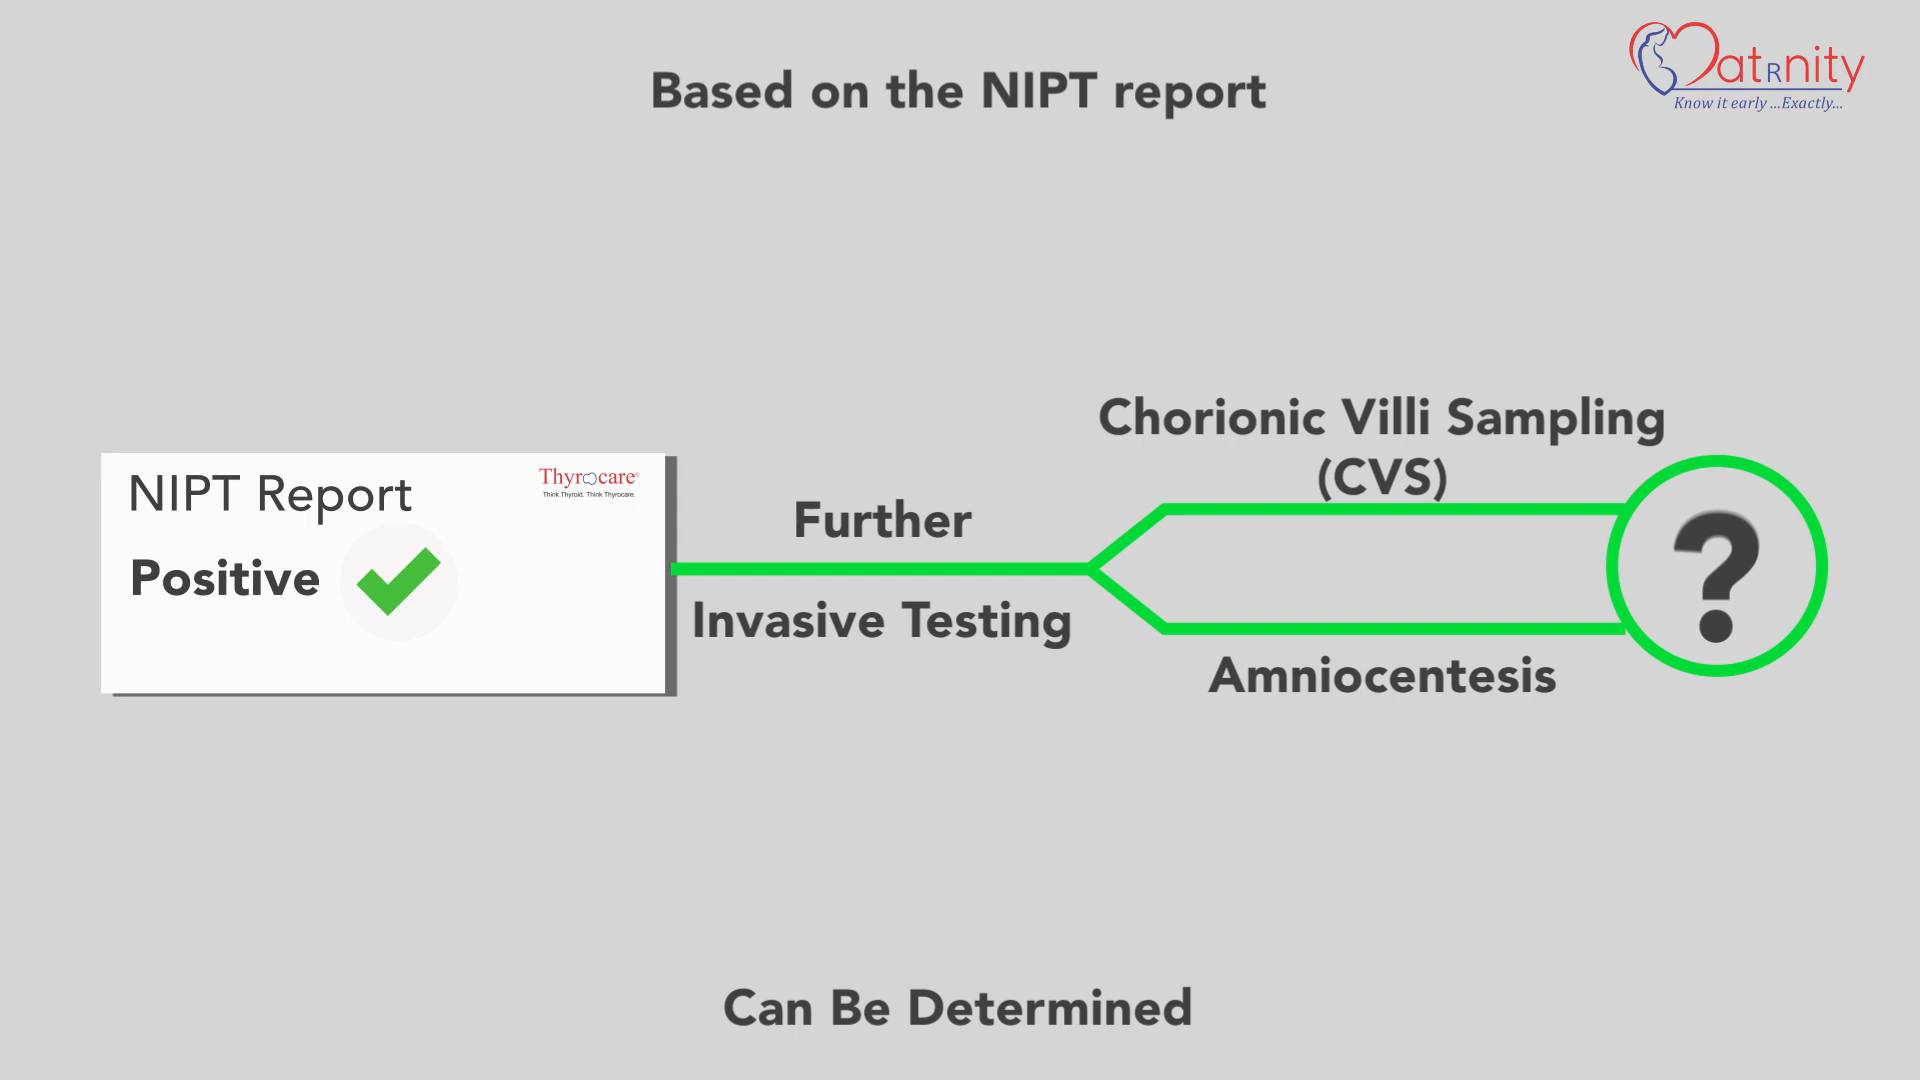 Based on the NIPT report
MatRnity
Know it early ...Exactly...
NIPT Report
Thyrocare®
Think Thyroid. Think Thyrocare.
Positive
Further
Invasive Testing
Chorionic Villi Sampling
(CVS)
?
Amniocentesis
Can Be Determined